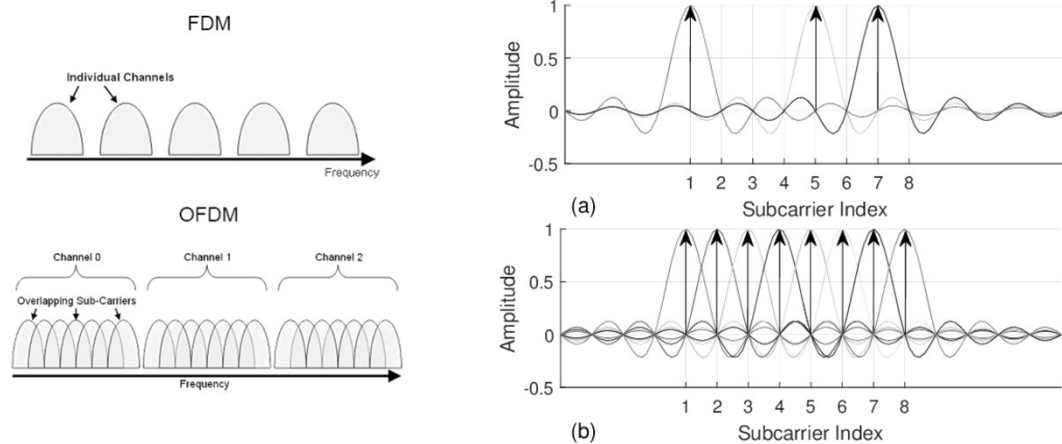 FDM
Individual Channels
Frequency
OFDM
Channel 0
Channel 1
Channel 2
Overlapping Sub-Carriers
Frequency
1
0.5
0
-0.5
Amplitude
1 2 3 4 5 6 7 8
(a)
Subcarrier Index
1
0.5
0
-0.5
Amplitude
1 2 3 4 5 6 7 8
(b)
Subcarrier Index